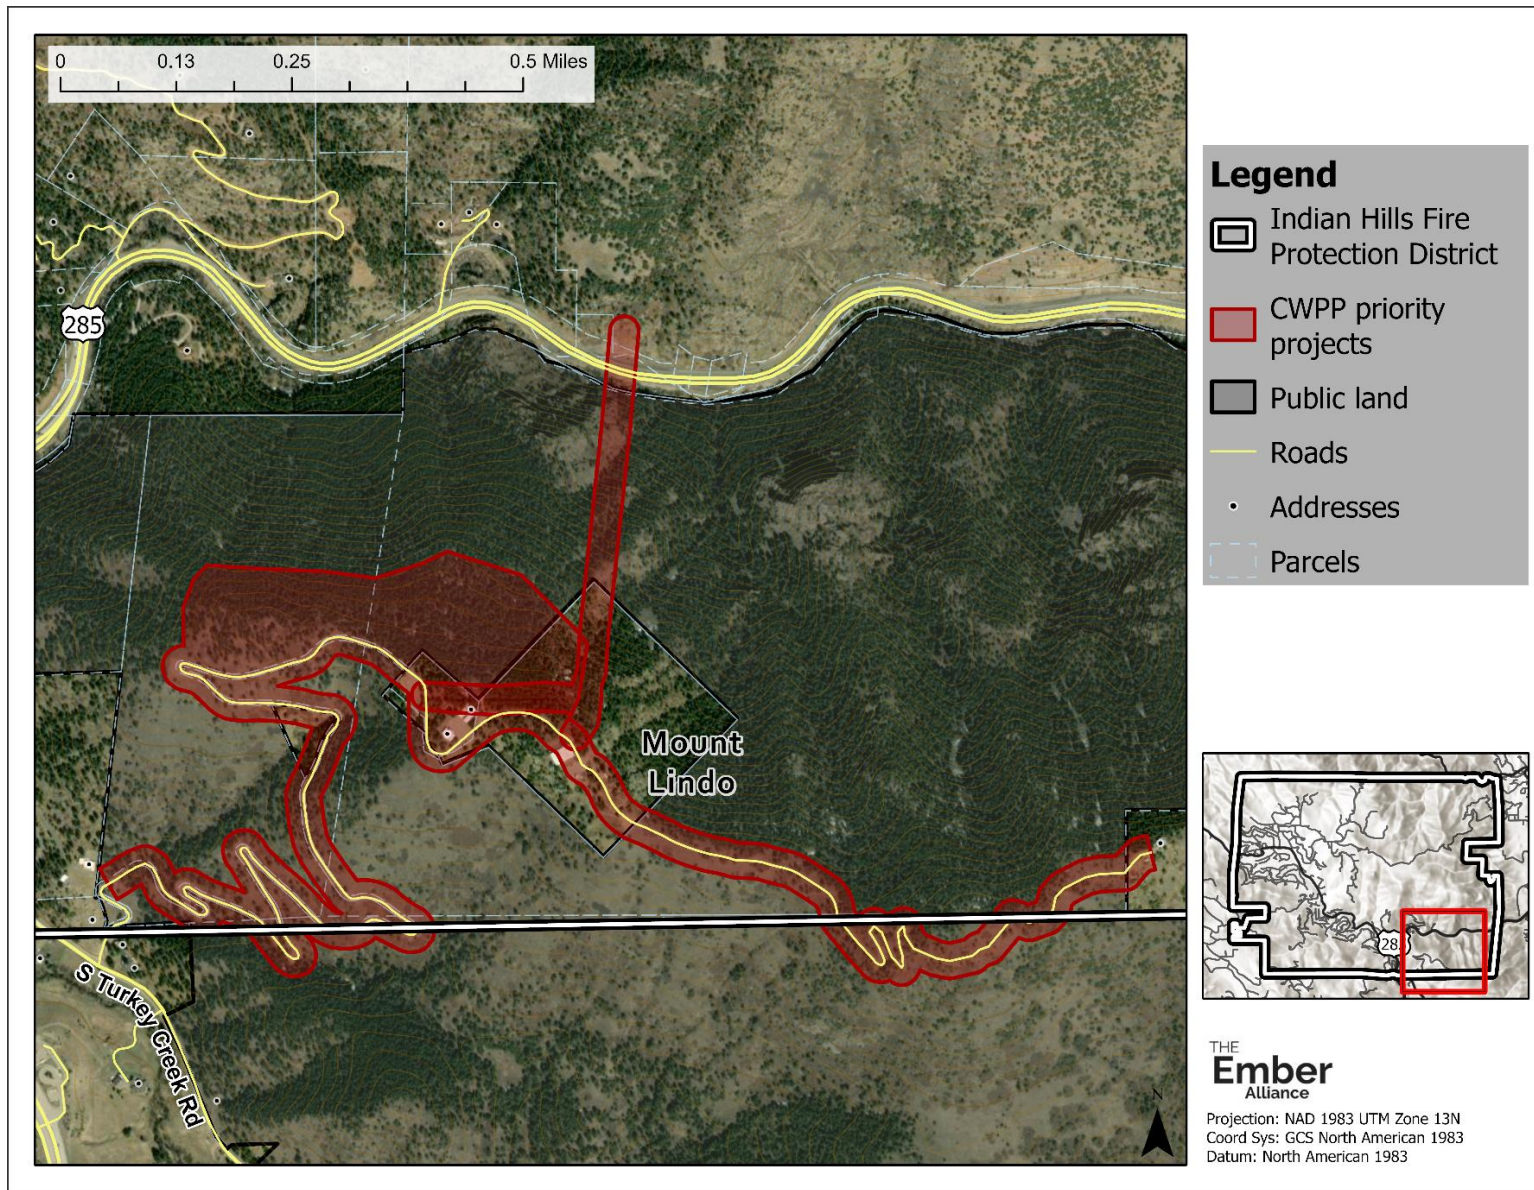 0 0.13 0.25 0.5 Miles
285
Mount
Lindo
S Turkey Creek Rd
N
Legend
Indian Hills Fire
Protection District
CWPP priority
projects
Public land
Roads
Addresses
Parcels
28
THE
Ember
Alliance
Projection: NAD 1983 UTM Zone 13N
Coord Sys: GCS North American 1983
Datum: North American 1983